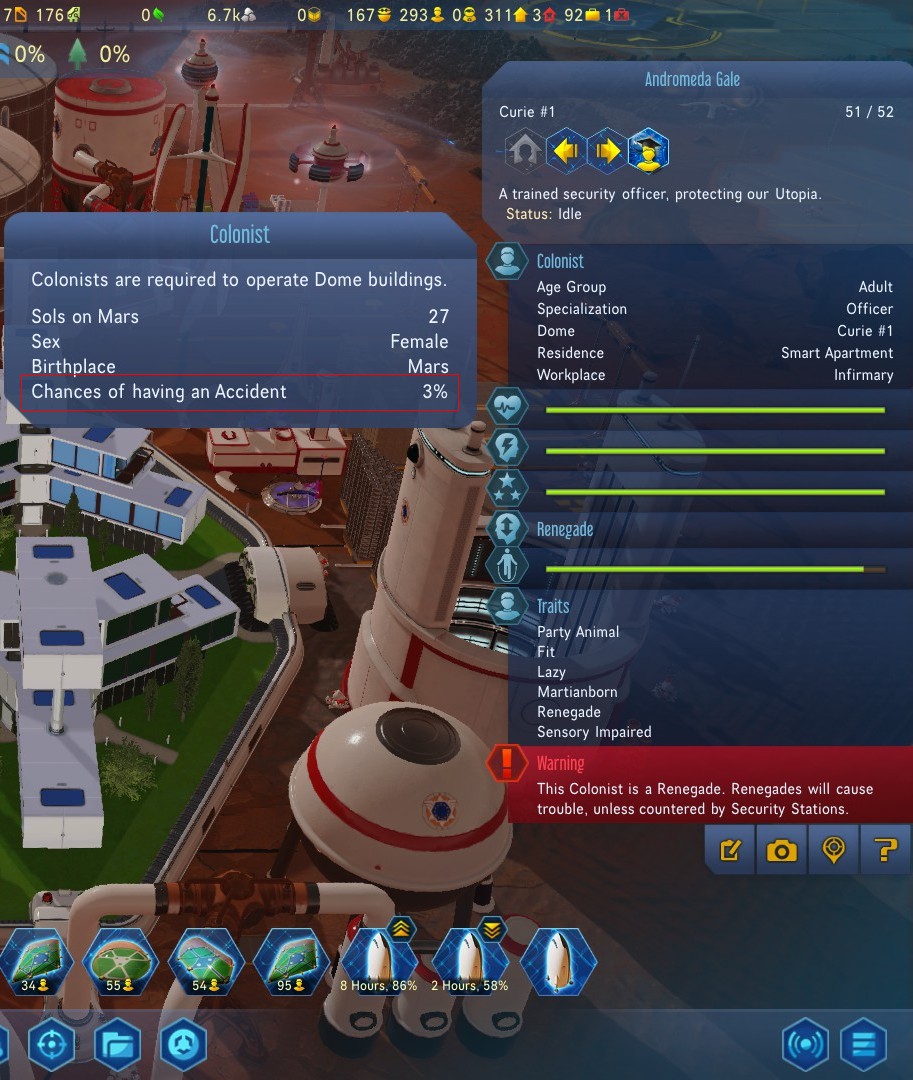 7 176 0 6.7k 0 167 293 0 311 3 92 1
0% 0%
Andromeda Gale
Curie #1 51 / 52
A trained security officer, protecting our Utopia.
Status: Idle
Colonist
Colonists are required to operate Dome buildings.
Sols on Mars 27
Sex Female
Birthplace Mars
Chances of having an Accident 3%
Colonist
Age Group Adult
Specialization Officer
Dome Curie #1
Residence Smart Apartment
Workplace Infirmary
Renegade
Traits
Party Animal
Fit
Lazy
Martianborn
Renegade
Sensory Impaired
Warning
This Colonist is a Renegade. Renegades will cause
trouble, unless countered by Security Stations.
34 55 54 95 8 Hours, 86% 2 Hours, 58%